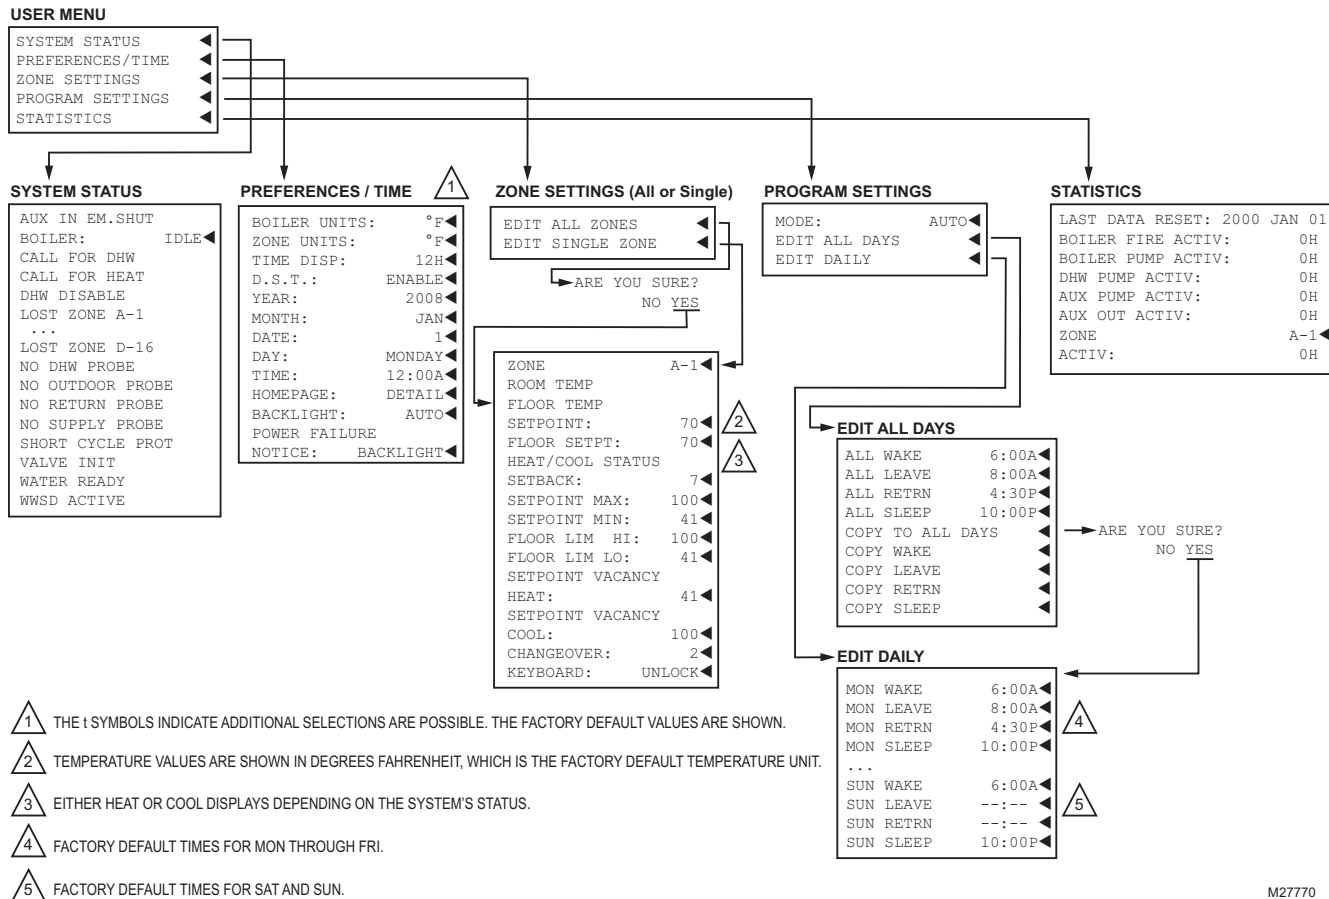 USER MENU
SYSTEM STATUS
PREFERENCES/TIME
ZONE SETTINGS
PROGRAM SETTINGS
STATISTICS
SYSTEM STATUS
AUX IN EM.SHUT
BOILER: IDLE
CALL FOR DHW
CALL FOR HEAT
DHW DISABLE
LOST ZONE A-1
...
LOST ZONE D-16
NO DHW PROBE
NO OUTDOOR PROBE
NO RETURN PROBE
NO SUPPLY PROBE
SHORT CYCLE PROT
VALVE INIT
WATER READY
WWSD ACTIVE
PREFERENCES / TIME
1
BOILER UNITS: °F
ZONE UNITS: °F
TIME DISP: 12H
D.S.T.: ENABLE
YEAR: 2008
MONTH: JAN
DATE: 1
DAY: MONDAY
TIME: 12:00A
HOMEPAGE: DETAIL
BACKLIGHT: AUTO
POWER FAILURE
NOTICE: BACKLIGHT
ZONE SETTINGS (All or Single)
EDIT ALL ZONES
EDIT SINGLE ZONE
ARE YOU SURE?
NO YES
ZONE A-1
ROOM TEMP
FLOOR TEMP
SETPOINT: 70
2
FLOOR SETPT: 70
HEAT/COOL STATUS
3
SETBACK: 7
SETPOINT MAX: 100
SETPOINT MIN: 41
FLOOR LIM HI: 100
FLOOR LIM LO: 41
SETPOINT VACANCY
HEAT: 41
SETPOINT VACANCY
COOL: 100
CHANGEOVER: 2
KEYBOARD: UNLOCK
PROGRAM SETTINGS
MODE: AUTO
EDIT ALL DAYS
EDIT DAILY
EDIT ALL DAYS
ALL WAKE 6:00A
ALL LEAVE 8:00A
ALL RETRN 4:30P
ALL SLEEP 10:00P
COPY TO ALL DAYS
COPY WAKE
COPY LEAVE
COPY RETRN
COPY SLEEP
ARE YOU SURE?
NO YES
EDIT DAILY
MON WAKE 6:00A
MON LEAVE 8:00A
MON RETRN 4:30P
4
MON SLEEP 10:00P
...
SUN WAKE 6:00A
SUN LEAVE --:--
5
SUN RETRN --:--
SUN SLEEP 10:00P
STATISTICS
LAST DATA RESET: 2000 JAN 01
BOILER FIRE ACTIV: 0H
BOILER PUMP ACTIV: 0H
DHW PUMP ACTIV: 0H
AUX PUMP ACTIV: 0H
AUX OUT ACTIV: 0H
ZONE A-1
ACTIV: 0H
1 THE t SYMBOLS INDICATE ADDITIONAL SELECTIONS ARE POSSIBLE. THE FACTORY DEFAULT VALUES ARE SHOWN.
2 TEMPERATURE VALUES ARE SHOWN IN DEGREES FAHRENHEIT, WHICH IS THE FACTORY DEFAULT TEMPERATURE UNIT.
3 EITHER HEAT OR COOL DISPLAYS DEPENDING ON THE SYSTEM'S STATUS.
4 FACTORY DEFAULT TIMES FOR MON THROUGH FRI.
5 FACTORY DEFAULT TIMES FOR SAT AND SUN.
M27770